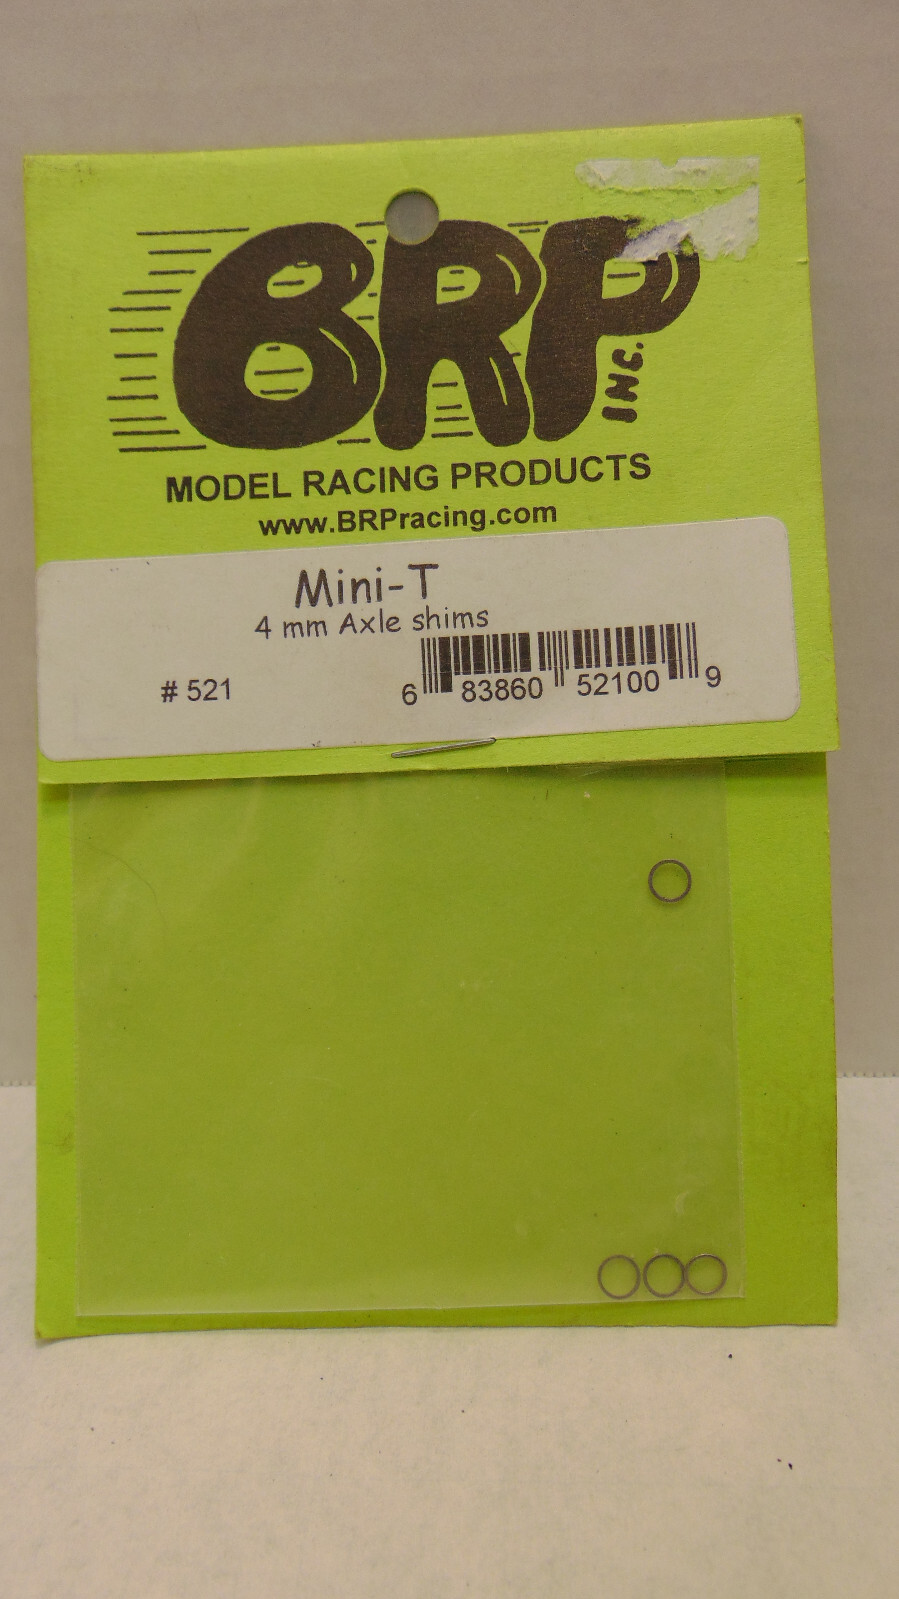 BRP INC.
MODEL RACING PRODUCTS
www.BRPracing.com
Mini-T
4 mm Axle shims
# 521
6 83860 52100 9